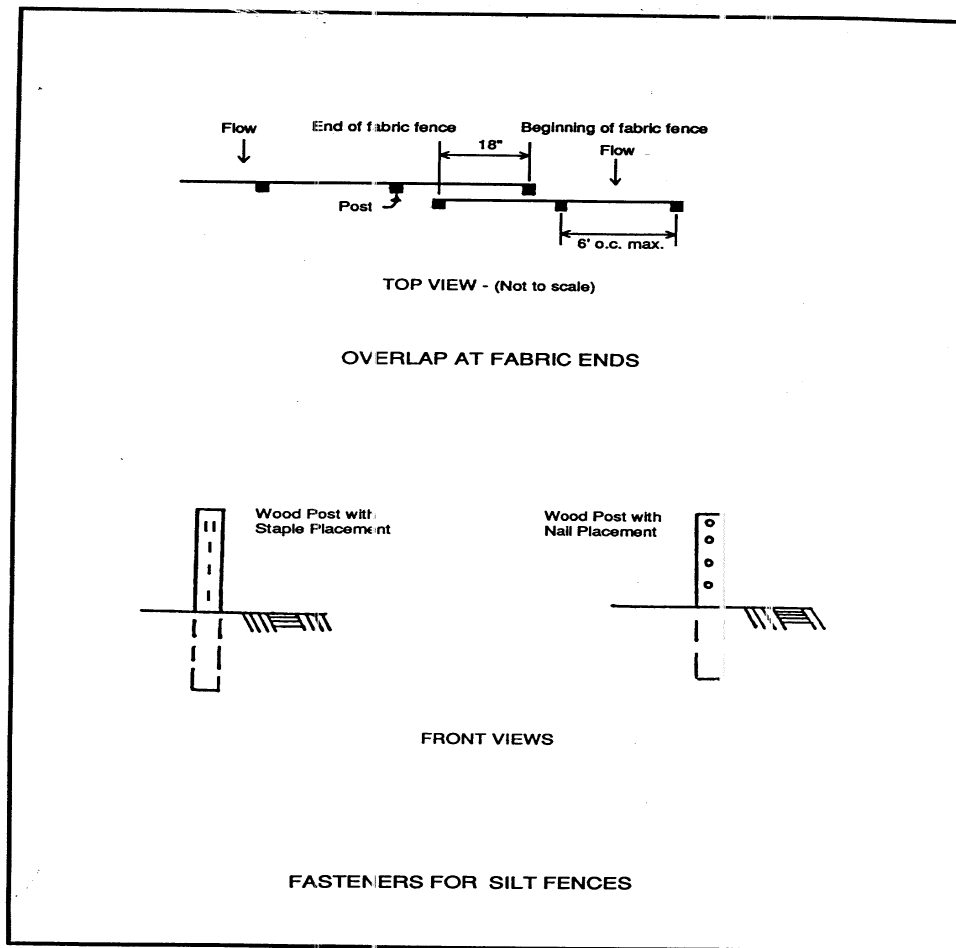 Flow
End of fabric fence
Beginning of fabric fence
18"
Flow
Post
6' o.c. max.
TOP VIEW - (Not to scale)
OVERLAP AT FABRIC ENDS
Wood Post with
Staple Placement
Wood Post with
Nail Placement
FRONT VIEWS
FASTENERS FOR SILT FENCES